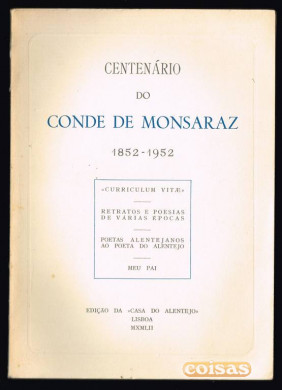 CENTENÁRIO
DO
CONDE DE MONSARAZ
1852-1952
«CURRICULUM VITÆ»
RETRATOS E POESIAS
DE VÁRIAS ÉPOCAS
POETAS ALENTEJANOS
AO POETA DO ALENTEJO
MEU PAI
EDIÇÃO DA «CASA DO ALENTEJO»
LISBOA
MXMLII
coisas